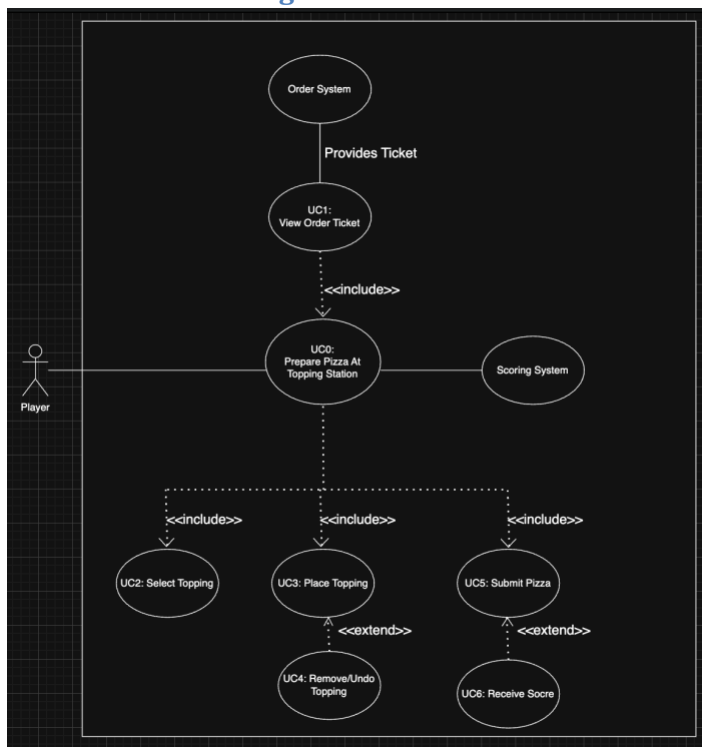 Order System
Provides Ticket
UC1:
View Order Ticket
<<include>>
UC0:
Prepare Pizza At
Topping Station
Scoring System
Player
<<include>>
<<include>>
<<include>>
UC2: Select Topping
UC3: Place Topping
UC5: Submit Pizza
<<extend>>
<<extend>>
UC4: Remove/Undo
Topping
UC6: Receive Socre